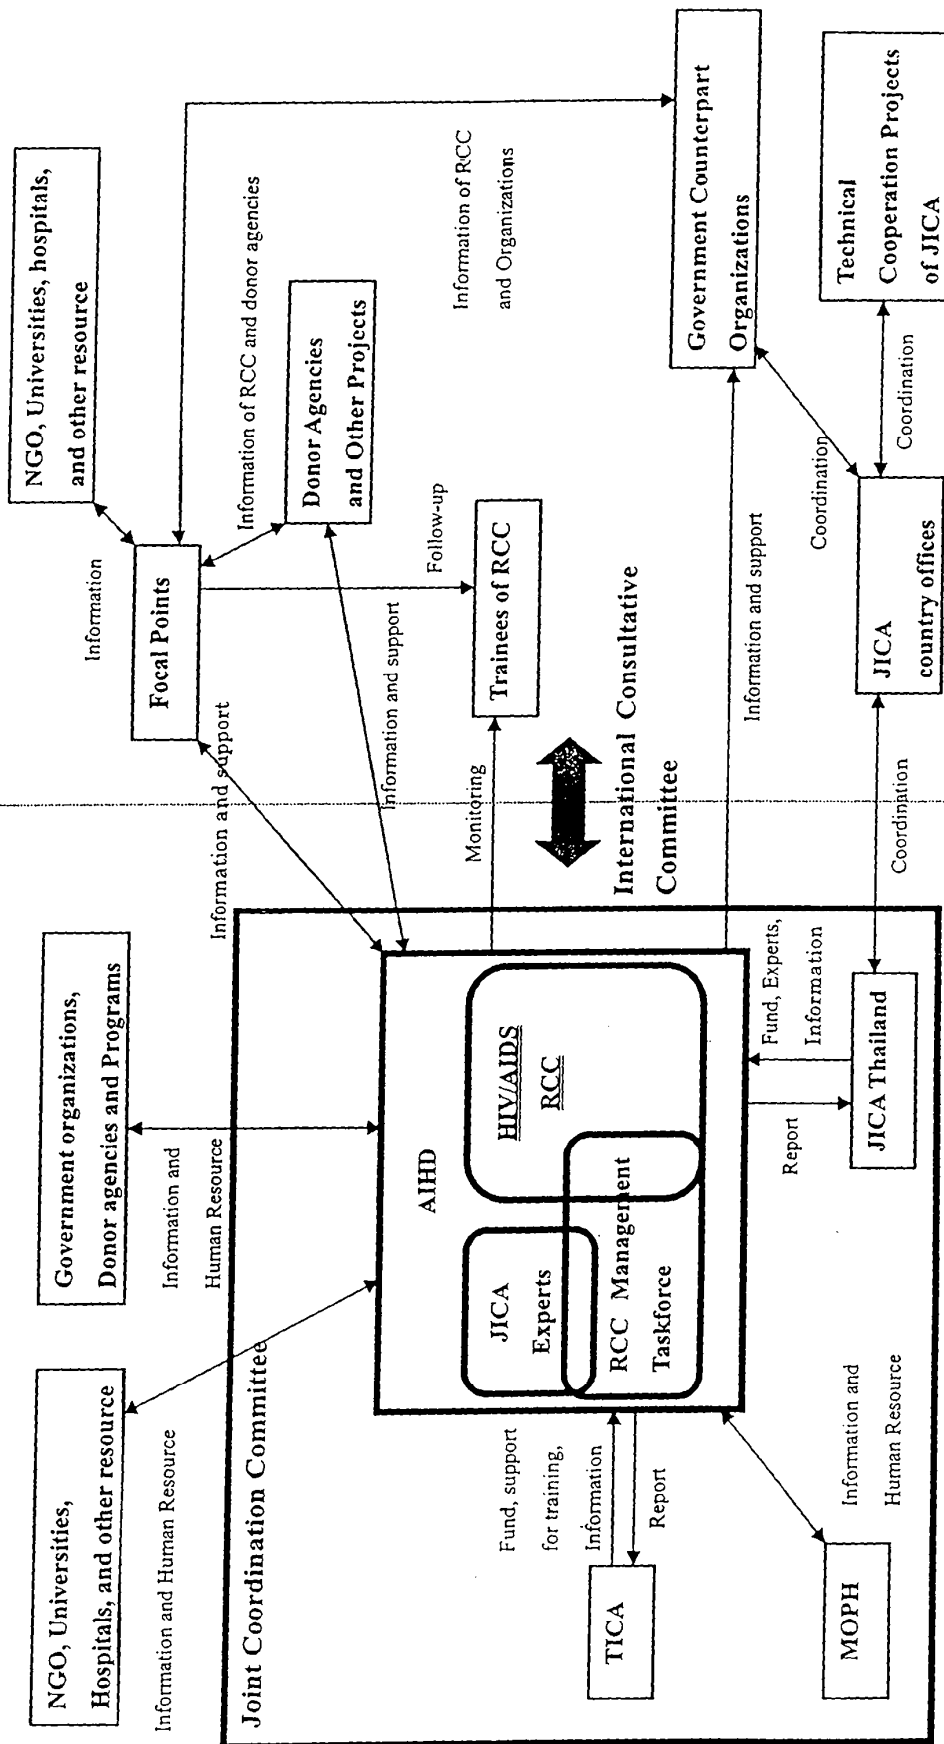 NGO, Universities,
Hospitals, and other resource
Government organizations,
Donor agencies and Programs
NGO, Universities, hospitals,
and other resource
Information and Human Resource
Information and
Human Resource
Information
Focal Points
Information and support
Information of RCC and donor agencies
Donor Agencies
and Other Projects
Joint Coordination Committee
Information and support
Follow-up
Information of RCC
and Organizations
AIHD
JICA
Experts
HIV/AIDS
RCC
RCC Management
Taskforce
Monitoring
Trainees of RCC
Fund, support
for training,
Information
Report
TICA
International Consultative
Committee
Information and support
Government Counterpart
Organizations
Fund, Experts,
Information
Report
Coordination
Information and
Human Resource
MOPH
JICA Thailand
Coordination
JICA
country offices
Coordination
Technical
Cooperation Projects
of JICA